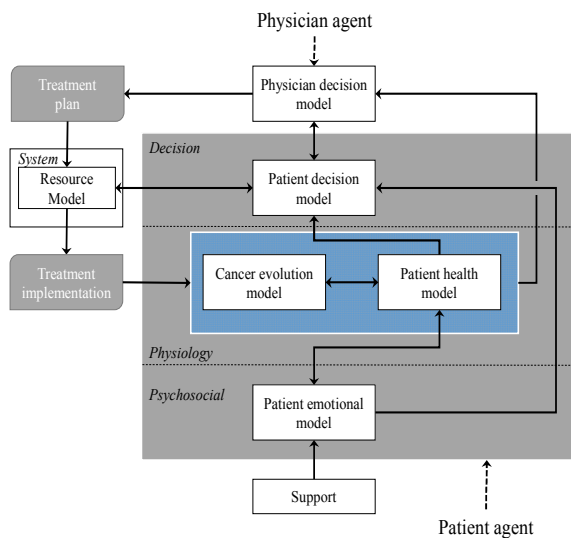 Physician agent
Treatment
plan
Physician decision
model
Decision
System
Resource
Model
Patient decision
model
Treatment
implementation
Cancer evolution
model
Patient health
model
Physiology
Psychosocial
Patient emotional
model
Support
Patient agent